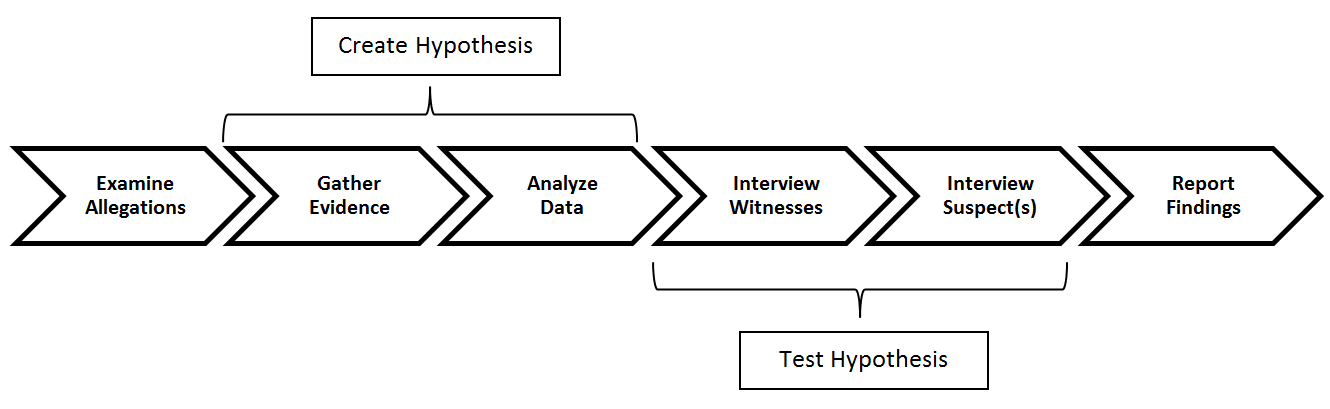 Create Hypothesis
Examine
Allegations
Gather
Evidence
Analyze
Data
Interview
Witnesses
Interview
Suspect(s)
Report
Findings
Test Hypothesis